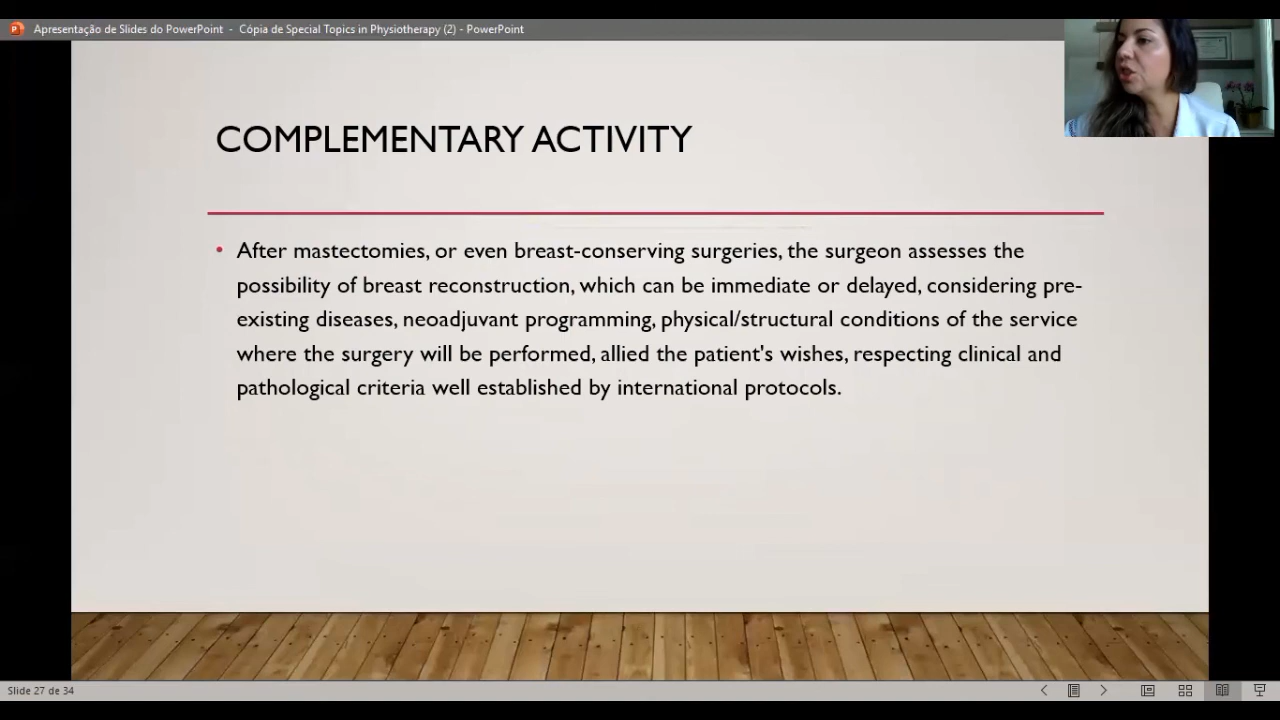 Apresentação de Slides do PowerPoint - Cópia de Special Topics in Physiotherapy (2) - PowerPoint
COMPLEMENTARY ACTIVITY
• After mastectomies, or even breast-conserving surgeries, the surgeon assesses the
possibility of breast reconstruction, which can be immediate or delayed, considering pre-
existing diseases, neoadjuvant programming, physical/structural conditions of the service
where the surgery will be performed, allied the patient's wishes, respecting clinical and
pathological criteria well established by international protocols.
Slide 27 de 34